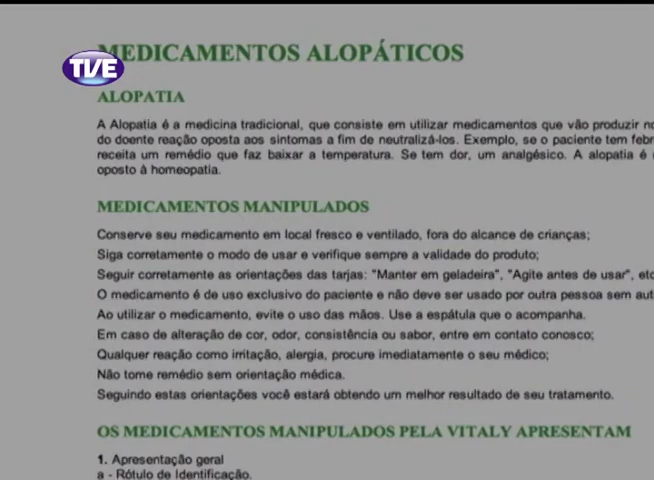 MEDICAMENTOS ALOPÁTICOS
TVE
ALOPATIA
A Alopatia é a medicina tradicional, que consiste em utilizar medicamentos que vão produzir
do doente reação oposta aos sintomas a fim de neutralizá-los. Exemplo, se o paciente tem
receita um remédio que faz baixar a temperatura. Se tem dor, um analgésico. A alopatia é
oposto à homeopatia.
MEDICAMENTOS MANIPULADOS
Conserve seu medicamento em local fresco e ventilado, fora do alcance de crianças;
Siga corretamente o modo de usar e verifique sempre a validade do produto;
Seguir corretamente as orientações das tarjas: "Manter em geladeira", "Agite antes de usar",
O medicamento é de uso exclusivo do paciente e não deve ser usado por outra pessoa sem
Ao utilizar o medicamento, evite o uso das mãos. Use a espátula que o acompanha.
Em caso de alteração de cor, odor, consistência ou sabor, entre em contato conosco;
Qualquer reação como irritação, alergia, procure imediatamente o seu médico;
Não tome remédio sem orientação médica.
Seguindo estas orientações você estará obtendo um melhor resultado de seu tratamento.
OS MEDICAMENTOS MANIPULADOS PELA VITALY APRESENTAM
1. Apresentação geral
a - Rótulo de Identificação.